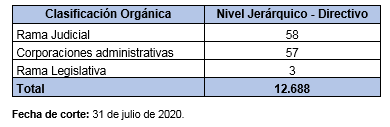 Clasificación Orgánica Nivel Jerárquico - Directivo
Rama Judicial 58
Corporaciones administrativas 57
Rama Legislativa 3
Total 12.688
Fecha de corte: 31 de julio de 2020.